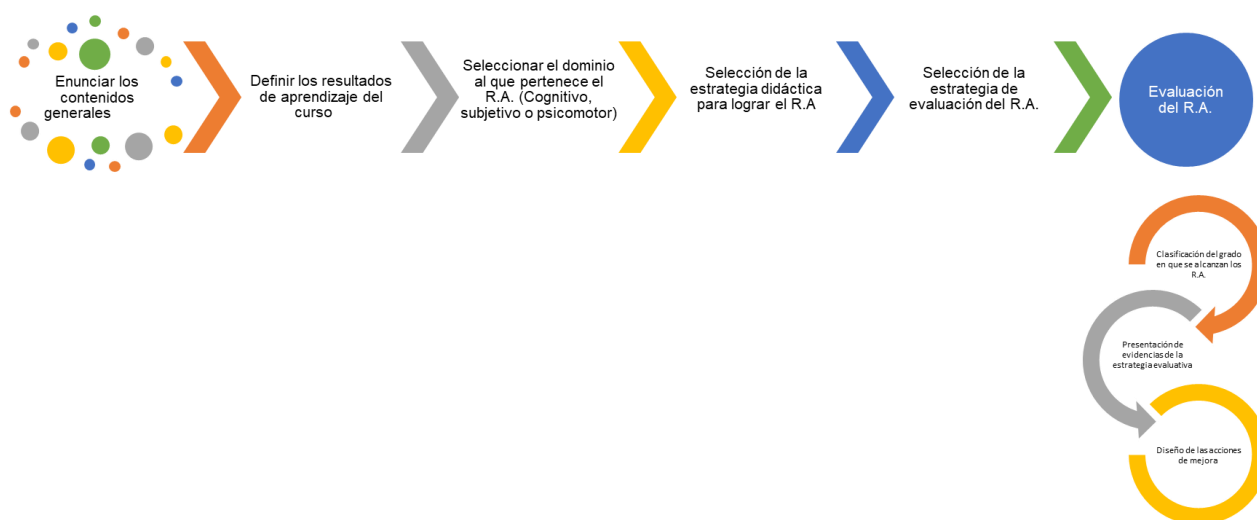 Enunciar los
contenidos
generales
Definir los resultados
de aprendizaje del
curso
Seleccionar el dominio
al que pertenece el
R.A. (Cognitivo,
subjetivo o psicomotor)
Selección de la
estrategia didáctica
para lograr el R.A
Selección de la
estrategia de
evaluación del R.A.
Evaluación
del R.A.
Clasificación del grado
en que se alcanzan los
R.A.
Presentación de
evidencias de la
estrategia evaluativa
Diseño de las acciones
de mejora